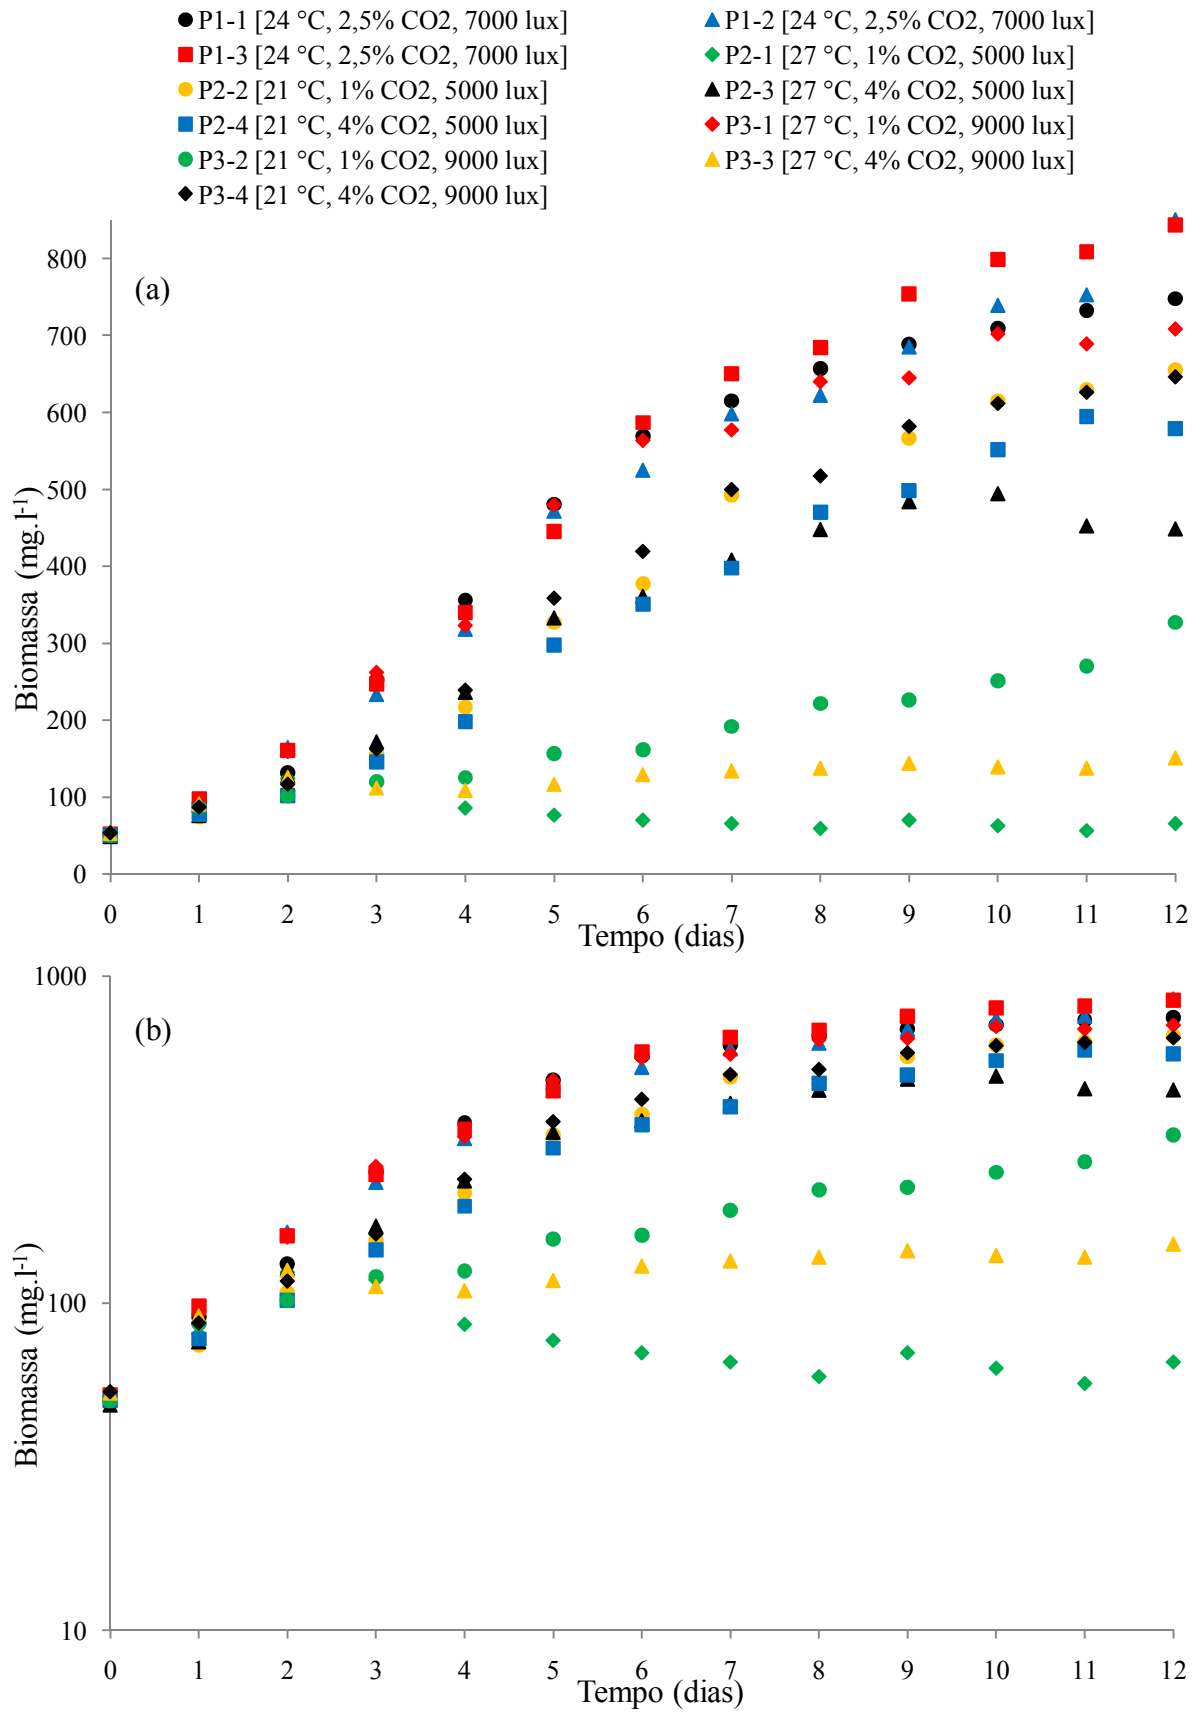 P1-1 [24 °C, 2,5% CO2, 7000 lux]
P1-2 [24 °C, 2,5% CO2, 7000 lux]
P1-3 [24 °C, 2,5% CO2, 7000 lux]
P2-1 [27 °C, 1% CO2, 5000 lux]
P2-2 [21 °C, 1% CO2, 5000 lux]
P2-3 [27 °C, 4% CO2, 5000 lux]
P2-4 [21 °C, 4% CO2, 5000 lux]
P3-1 [27 °C, 1% CO2, 9000 lux]
P3-2 [21 °C, 1% CO2, 9000 lux]
P3-3 [27 °C, 4% CO2, 9000 lux]
P3-4 [21 °C, 4% CO2, 9000 lux]
(a)
Biomassa (mg.l⁻¹)
800
700
600
500
400
300
200
100
0
0 1 2 3 4 5 6 7 8 9 10 11 12
Tempo (dias)
(b)
Biomassa (mg.l⁻¹)
1000
100
10
0 1 2 3 4 5 6 7 8 9 10 11 12
Tempo (dias)